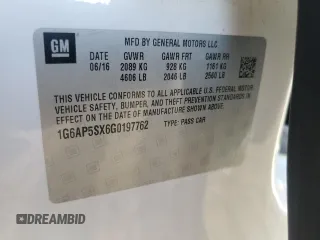 GM
MFD BY GENERAL MOTORS LLC
DATE GVWR GAWR FRT GAWR RR
06/16 2089 KG 928 KG 1161 KG
4606 LB 2046 LB 2560 LB
THIS VEHICLE CONFORMS TO ALL APPLICABLE U.S. FEDERAL MOTOR
VEHICLE SAFETY, BUMPER, AND THEFT PREVENTION STANDARDS
IN EFFECT ON THE DATE OF MANUFACTURE SHOWN ABOVE.
1G6AP5SX6G0197762 TYPE: PASS CAR
DREAMBID